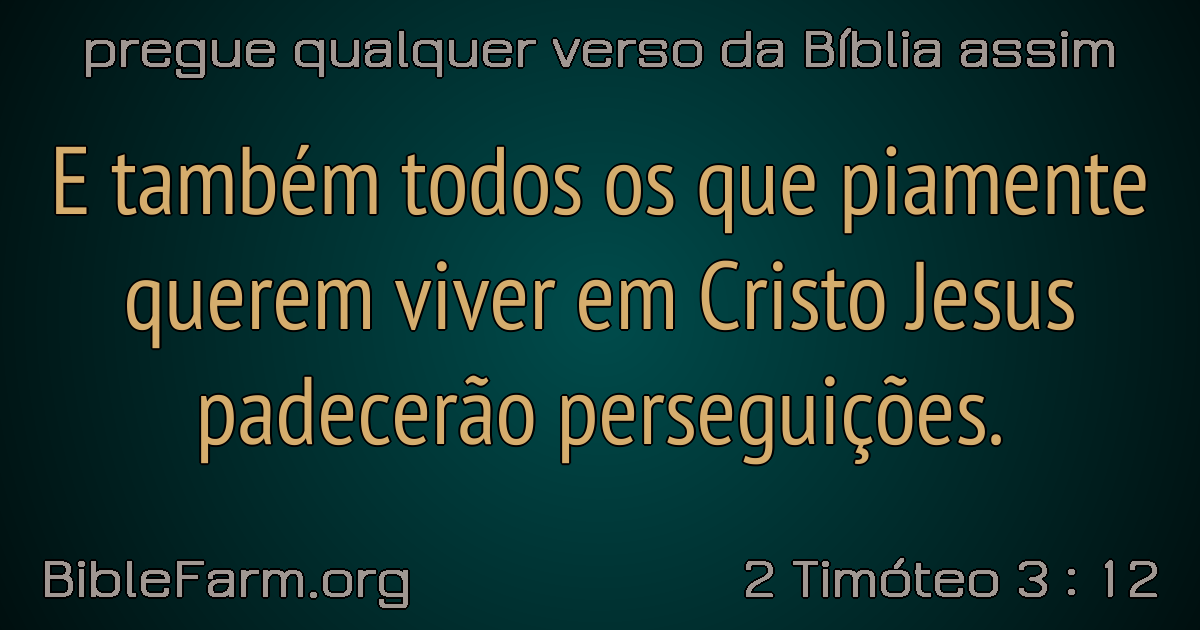 pregue qualquer verso da Bíblia assim
E também todos os que piamente
querem viver em Cristo Jesus
padecerão perseguições.
BibleFarm.org
2 Timóteo 3 : 12